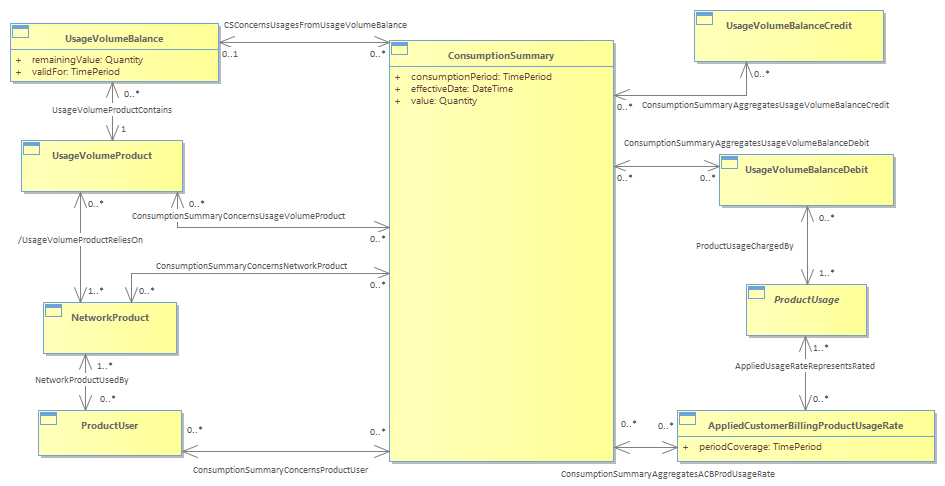 CSConcernsUsagesFromUsageVolumeBalance
UsageVolumeBalance
+ remainingValue: Quantity
+ validFor: TimePeriod
0..1
0..*
ConsumptionSummary
+ consumptionPeriod: TimePeriod
+ effectiveDate: DateTime
+ value: Quantity
UsageVolumeBalanceCredit
0..*
0..*
ConsumptionSummaryAggregatesUsageVolumeBalanceCredit
0..*
UsageVolumeProductContains
1
UsageVolumeProduct
ConsumptionSummaryAggregatesUsageVolumeBalanceDebit
0..*
0..*
UsageVolumeBalanceDebit
0..*
0..*
ConsumptionSummaryConcernsUsageVolumeProduct
0..*
/UsageVolumeProductReliesOn
0..*
ProductUsageChargedBy
1..*
ConsumptionSummaryConcernsNetworkProduct
0..*
1..*
0..*
NetworkProduct
ProductUsage
1..*
NetworkProductUsedBy
0..*
1..*
AppliedUsageRateRepresentsRated
0..*
ProductUser
0..*
0..*
ConsumptionSummaryConcernsProductUser
0..*
0..*
AppliedCustomerBillingProductUsageRate
+ periodCoverage: TimePeriod
ConsumptionSummaryAggregatesACBProdUsageRate